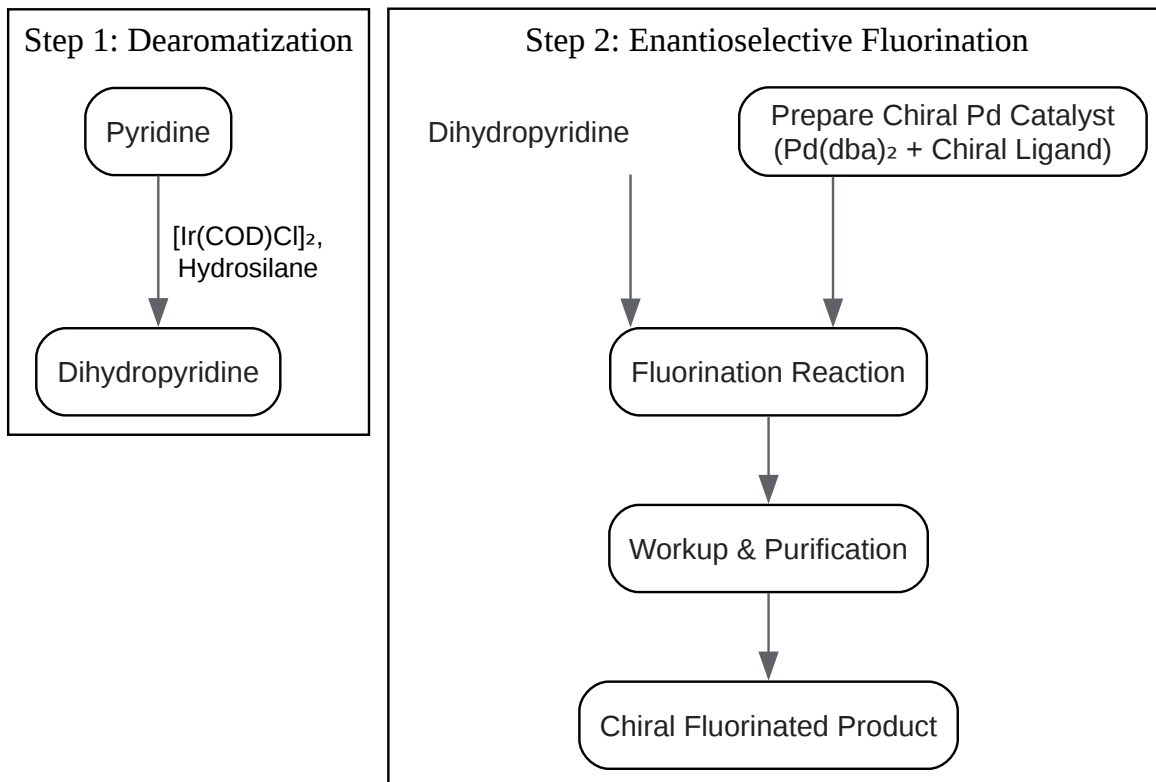 Step 1: Dearomatization
Pyridine
[Ir(COD)Cl]₂,
Hydrosilane
Dihydropyridine
Step 2: Enantioselective Fluorination
Dihydropyridine
Prepare Chiral Pd Catalyst
(Pd(dba)₂ + Chiral Ligand)
Fluorination Reaction
Workup & Purification
Chiral Fluorinated Product